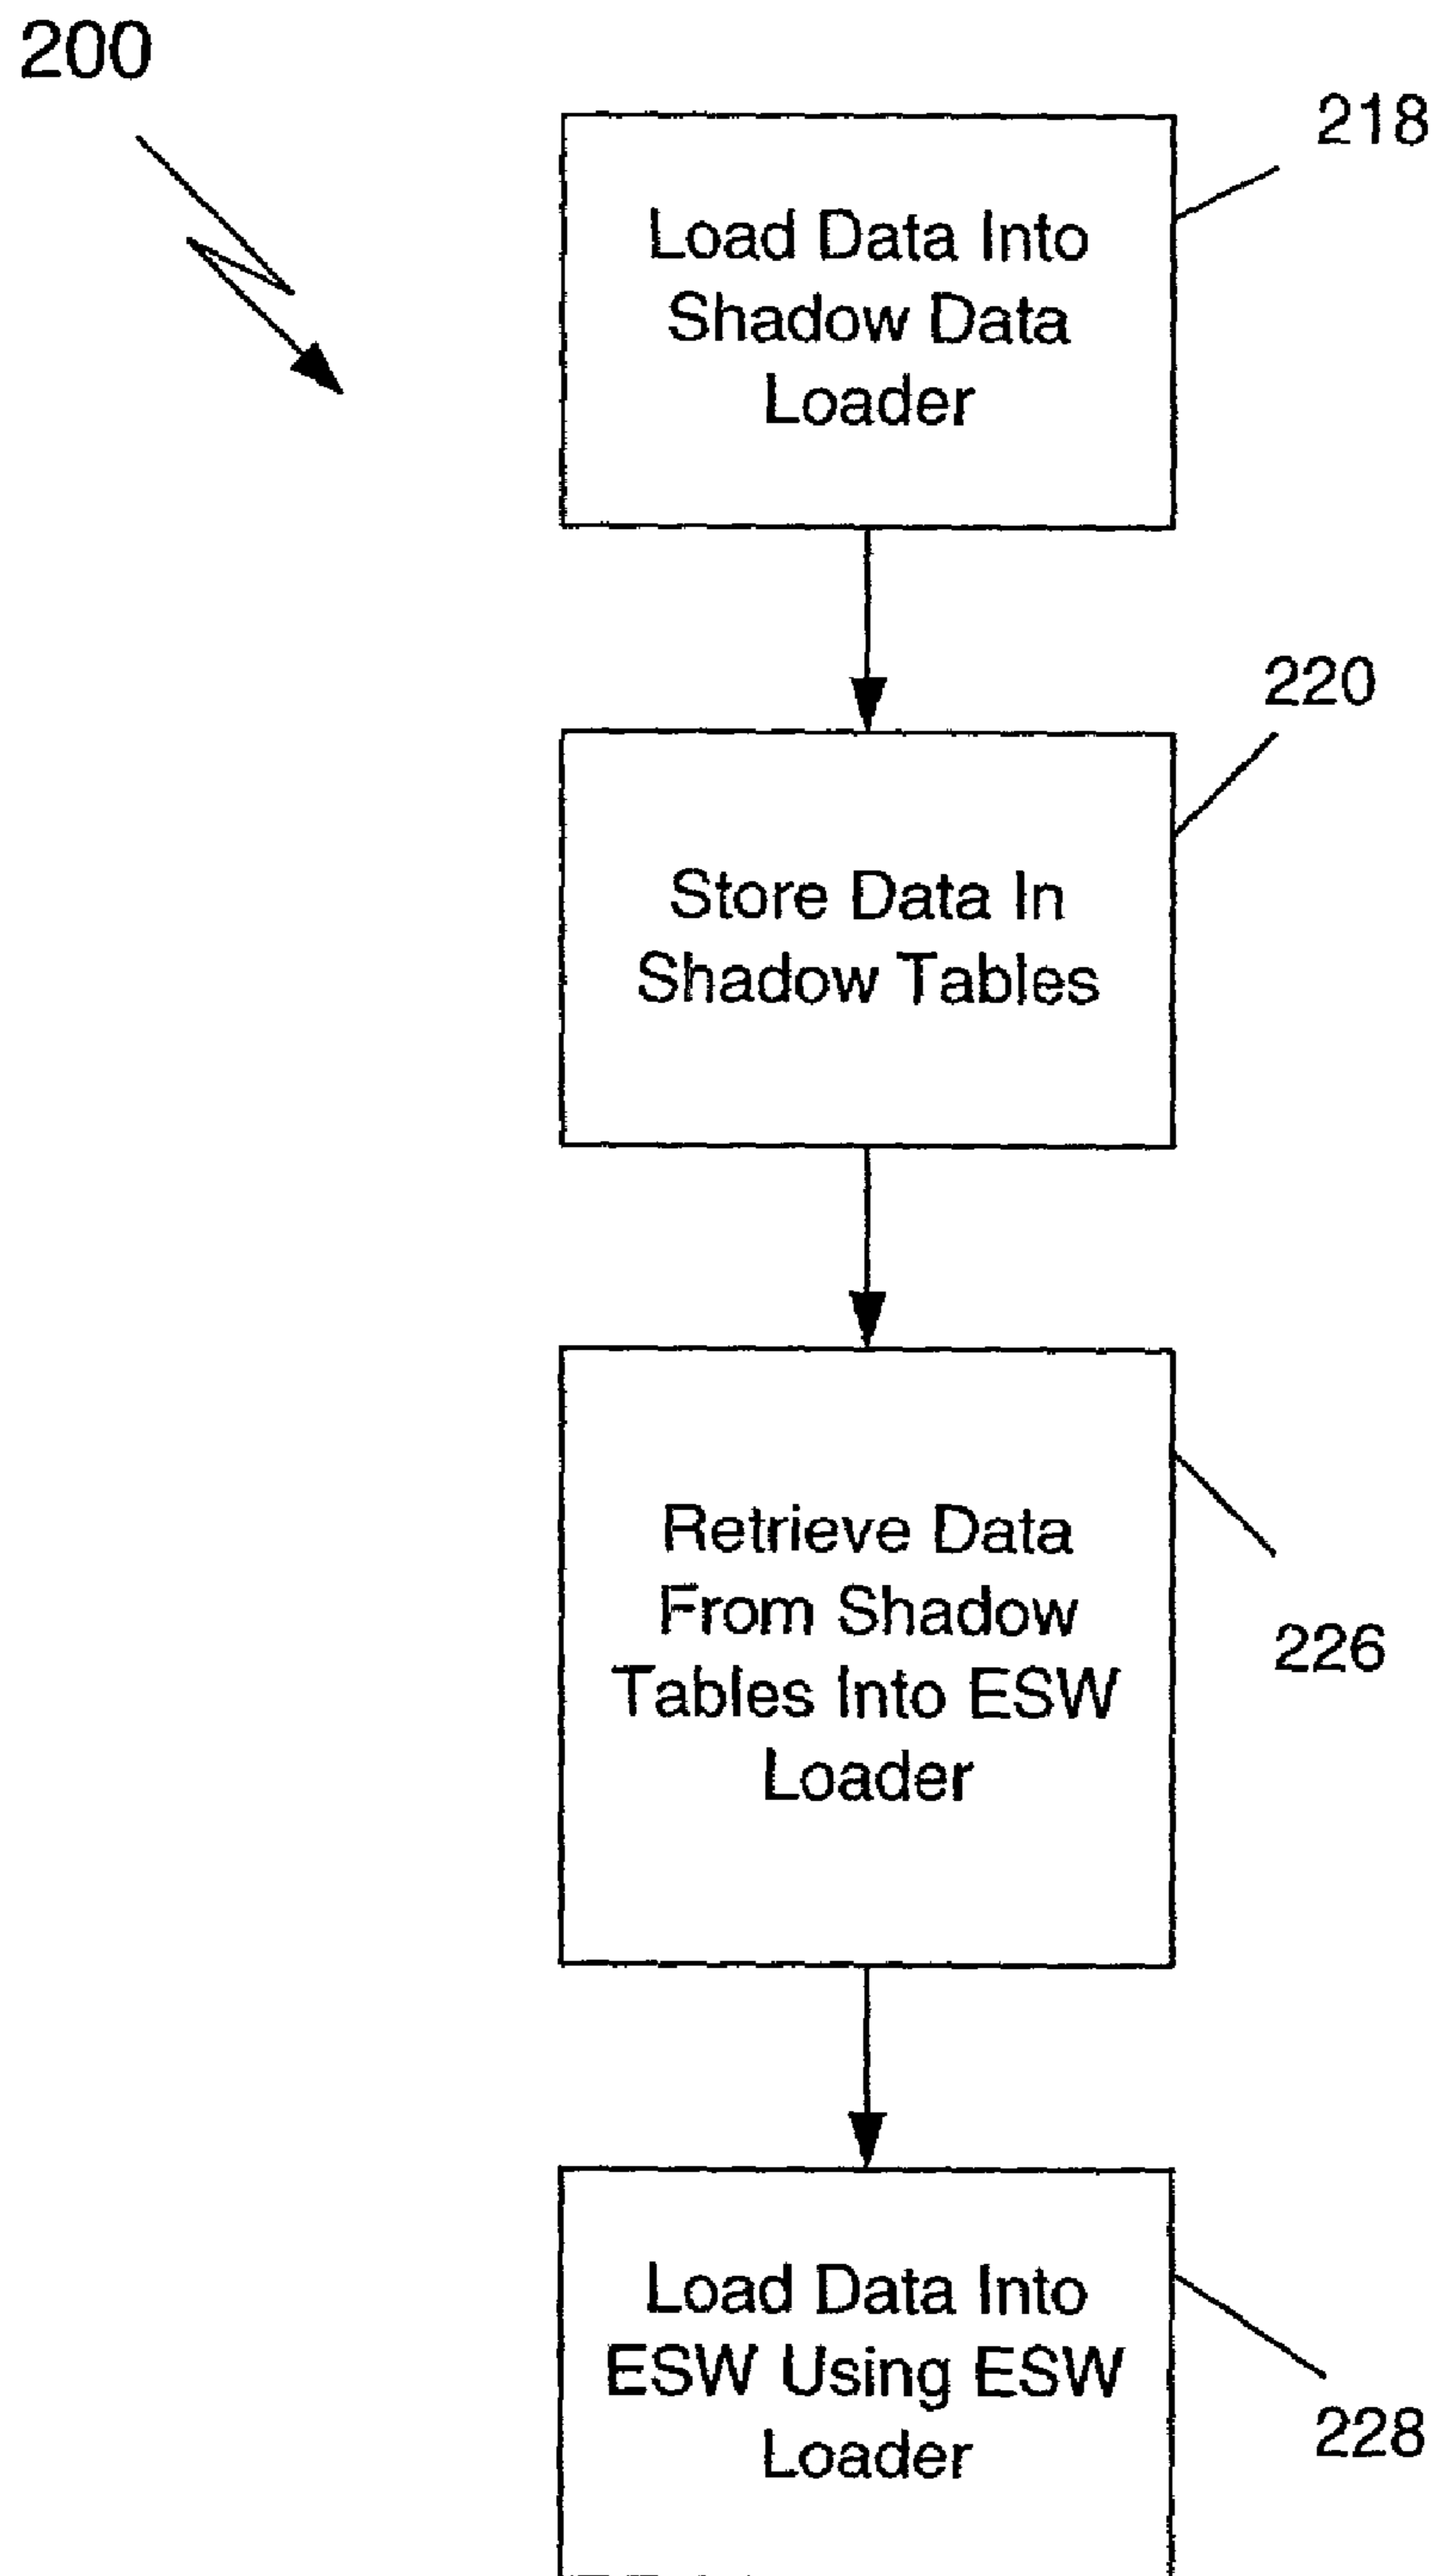 200
218
Load Data Into
Shadow Data
Loader
220
Store Data In
Shadow Tables
Retrieve Data
From Shadow
Tables Into ESW
Loader
226
Load Data Into
ESW Using ESW
Loader
228